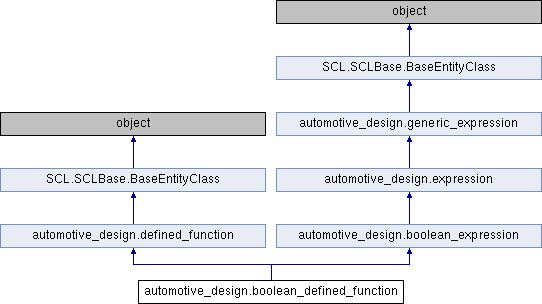 object
SCL.SCLBase.BaseEntityClass
automotive_design.generic_expression
object
SCL.SCLBase.BaseEntityClass
automotive_design.expression
automotive_design.defined_function
automotive_design.boolean_expression
automotive_design.boolean_defined_function